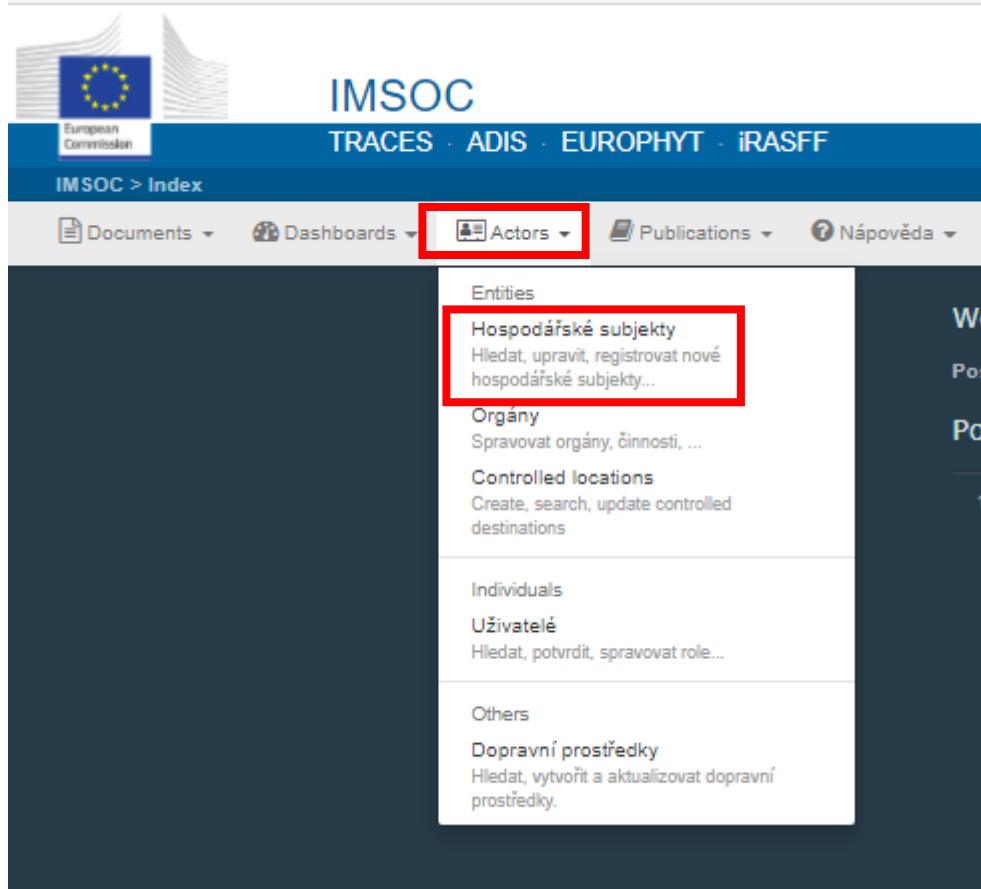 IMSOC
European
Commission
TRACES · ADIS · EUROPHYT · iRASFF
IMSOC > Index
Documents Dashboards Actors Publications Nápověda
Entities
Hospodářské subjekty
Hledat, upravit, registrovat nové
hospodářské subjekty...
Orgány
Spravovat orgány, činnosti, ...
Controlled locations
Create, search, update controlled
destinations
Individuals
Uživatelé
Hledat, potvrdit, spravovat role...
Others
Dopravní prostředky
Hledat, vytvořit a aktualizovat dopravní
prostředky.